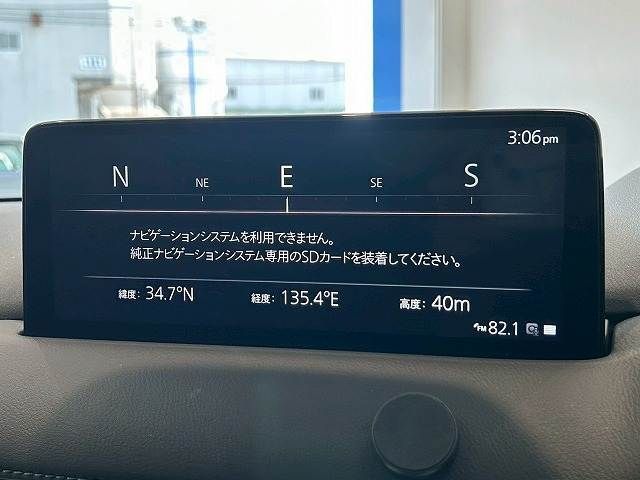 3:06pm
N NE E SE S
ナビゲーションシステムを利用できません。
純正ナビゲーションシステム専用のSDカードを装着してください。
緯度: 34.7°N 経度: 135.4°E 高度: 40m
FM 82.1